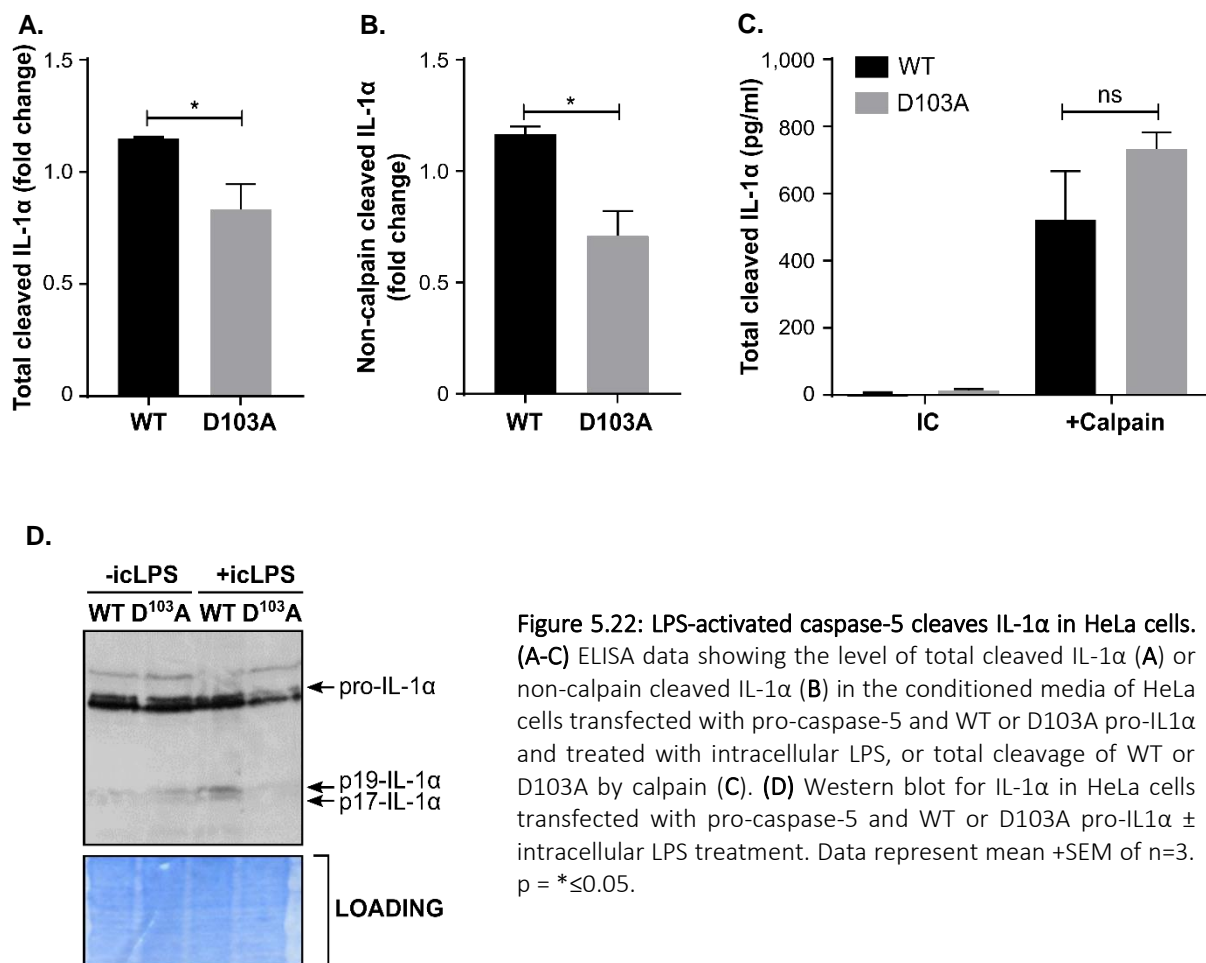 A.
Total cleaved IL-1α (fold change)
1.5
1.0
0.5
0
*
WT D103A
B.
Non-calpain cleaved IL-1α
(fold change)
1.5
1.0
0.5
0
*
WT D103A
C.
Total cleaved IL-1α (pg/ml)
1,000
800
600
400
200
0
WT
D103A
ns
IC +Calpain
D.
-icLPS +icLPS
WT D¹⁰³A WT D¹⁰³A
pro-IL-1α
p19-IL-1α
p17-IL-1α
LOADING
Figure 5.22: LPS-activated caspase-5 cleaves IL-1α in HeLa cells.
(A-C) ELISA data showing the level of total cleaved IL-1α (A) or
non-calpain cleaved IL-1α (B) in the conditioned media of HeLa
cells transfected with pro-caspase-5 and WT or D103A pro-IL1α
and treated with intracellular LPS, or total cleavage of WT or
D103A by calpain (C). (D) Western blot for IL-1α in HeLa cells
transfected with pro-caspase-5 and WT or D103A pro-IL1α ±
intracellular LPS treatment. Data represent mean +SEM of n=3.
p = *≤0.05.